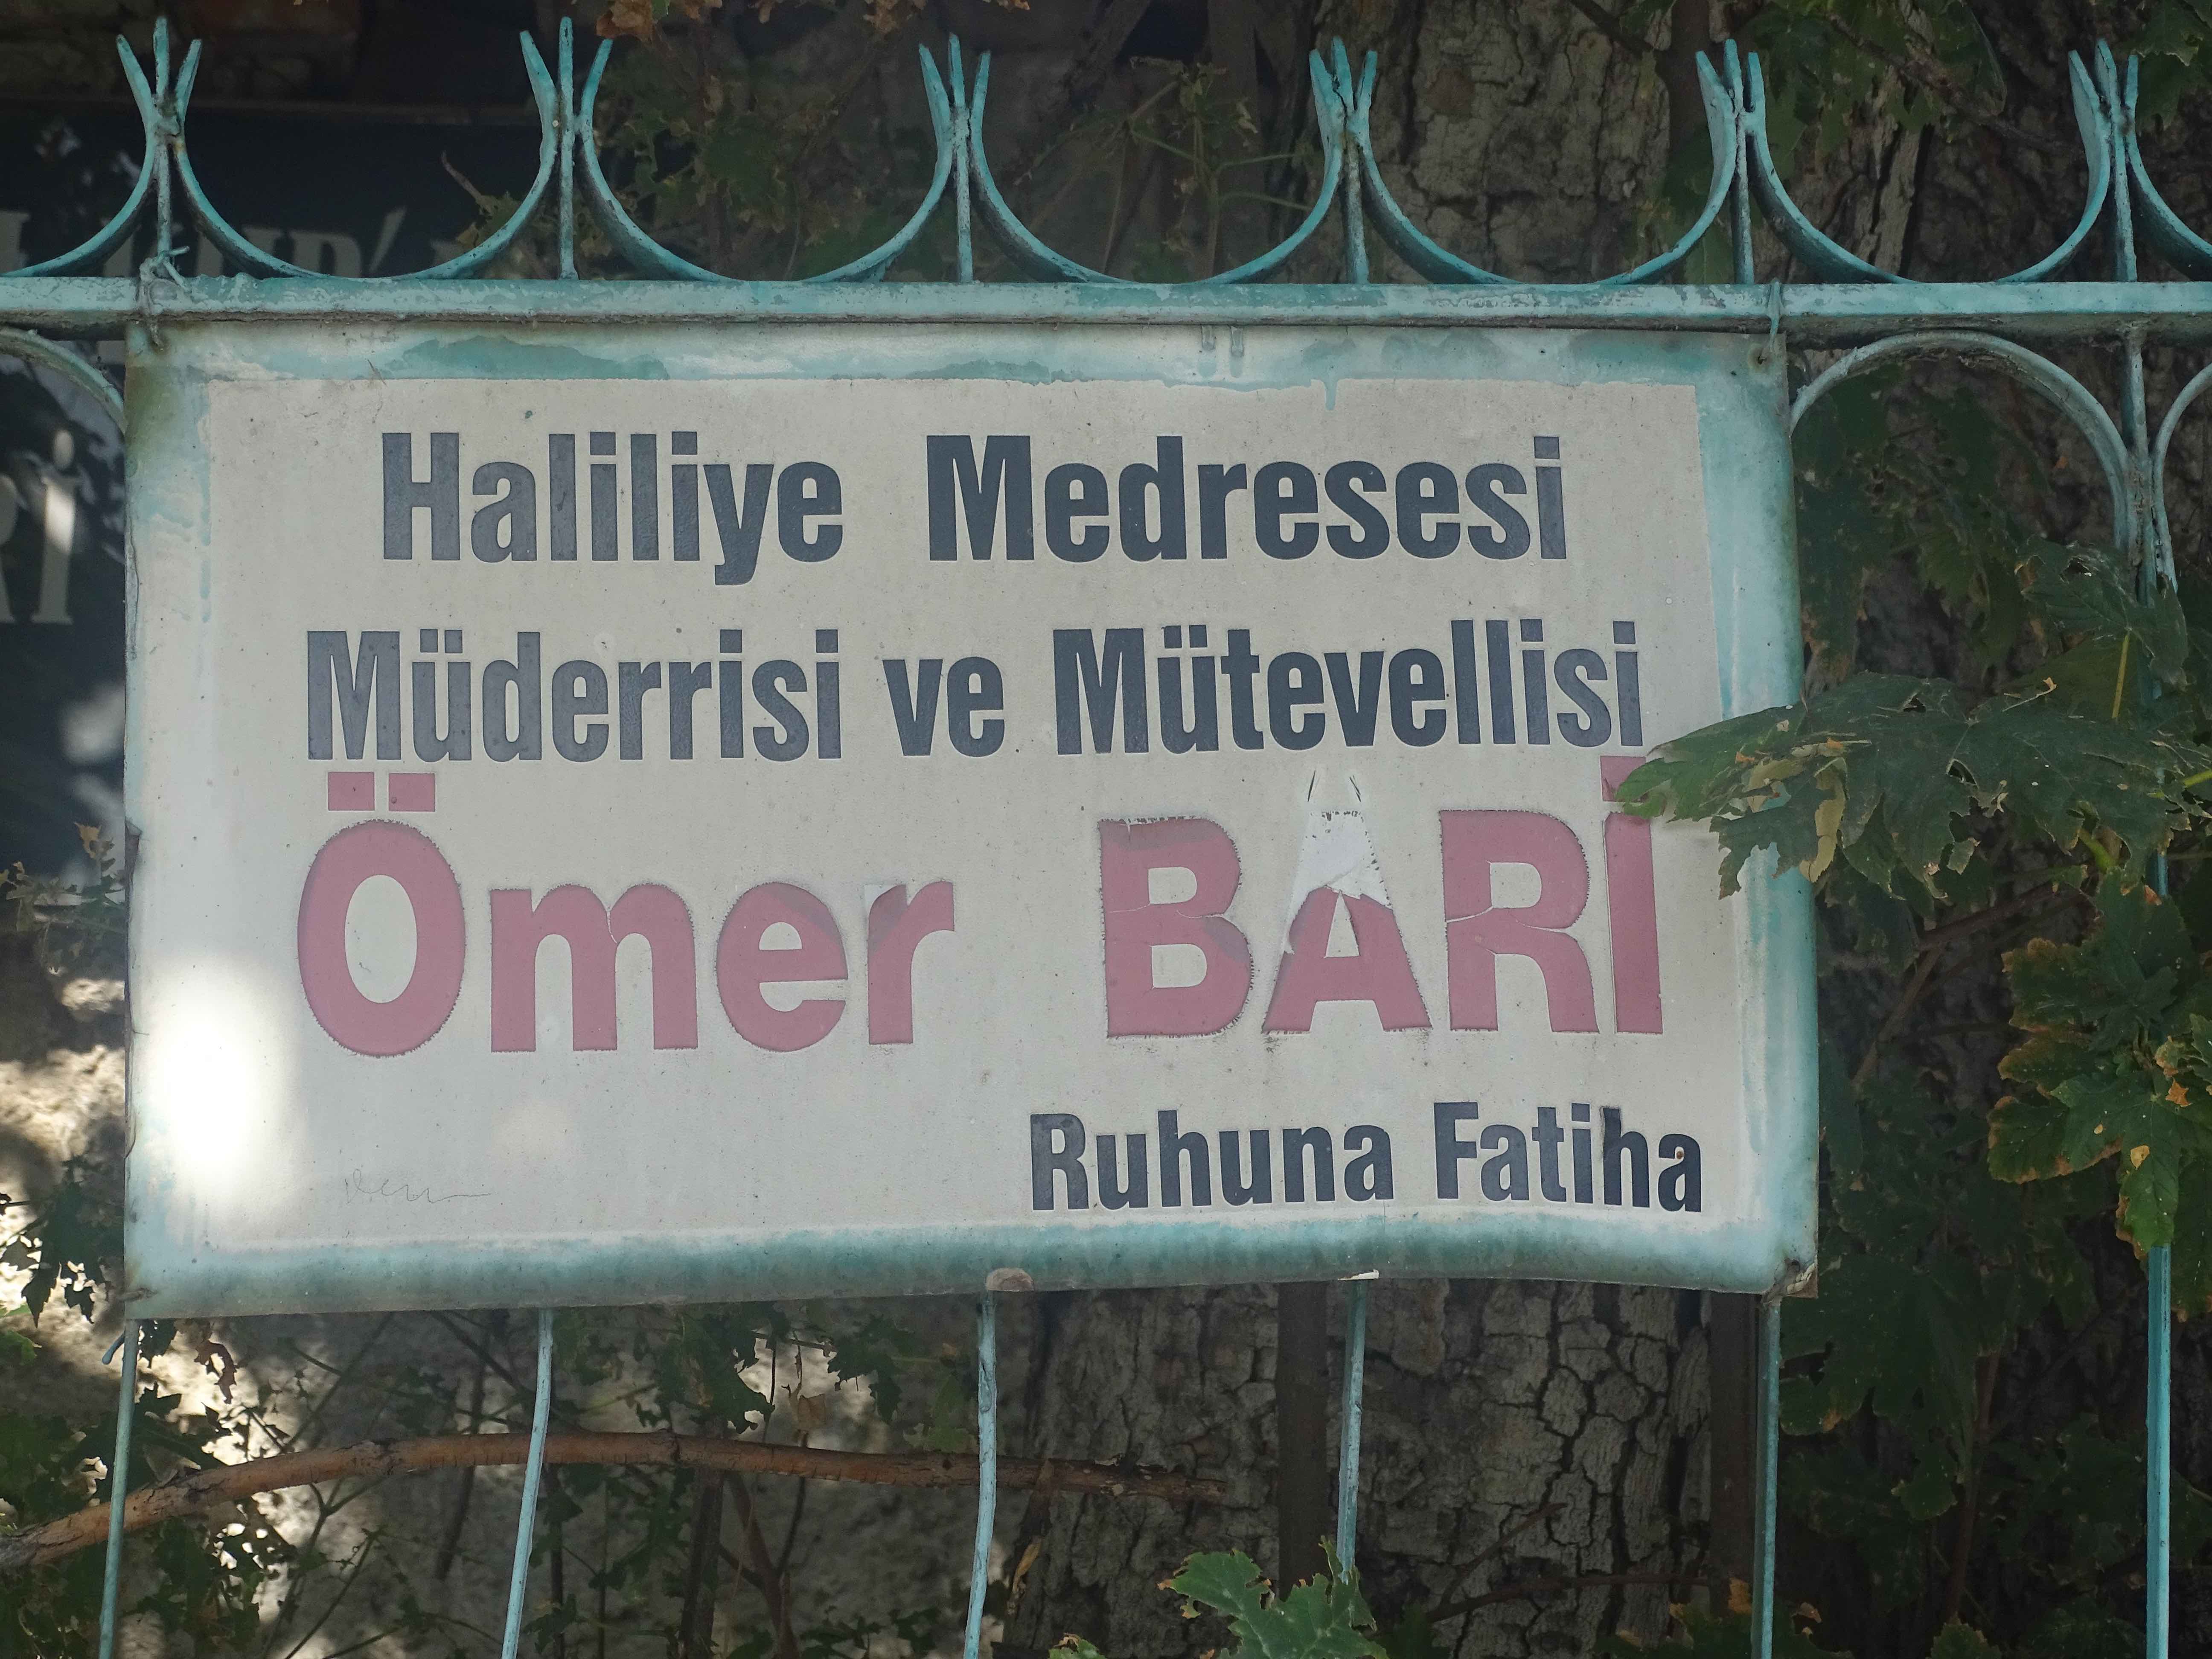 Haliliye Medresesi
Müderrisi ve Mütevellisi
Ömer BARİ
Ruhuna Fatiha